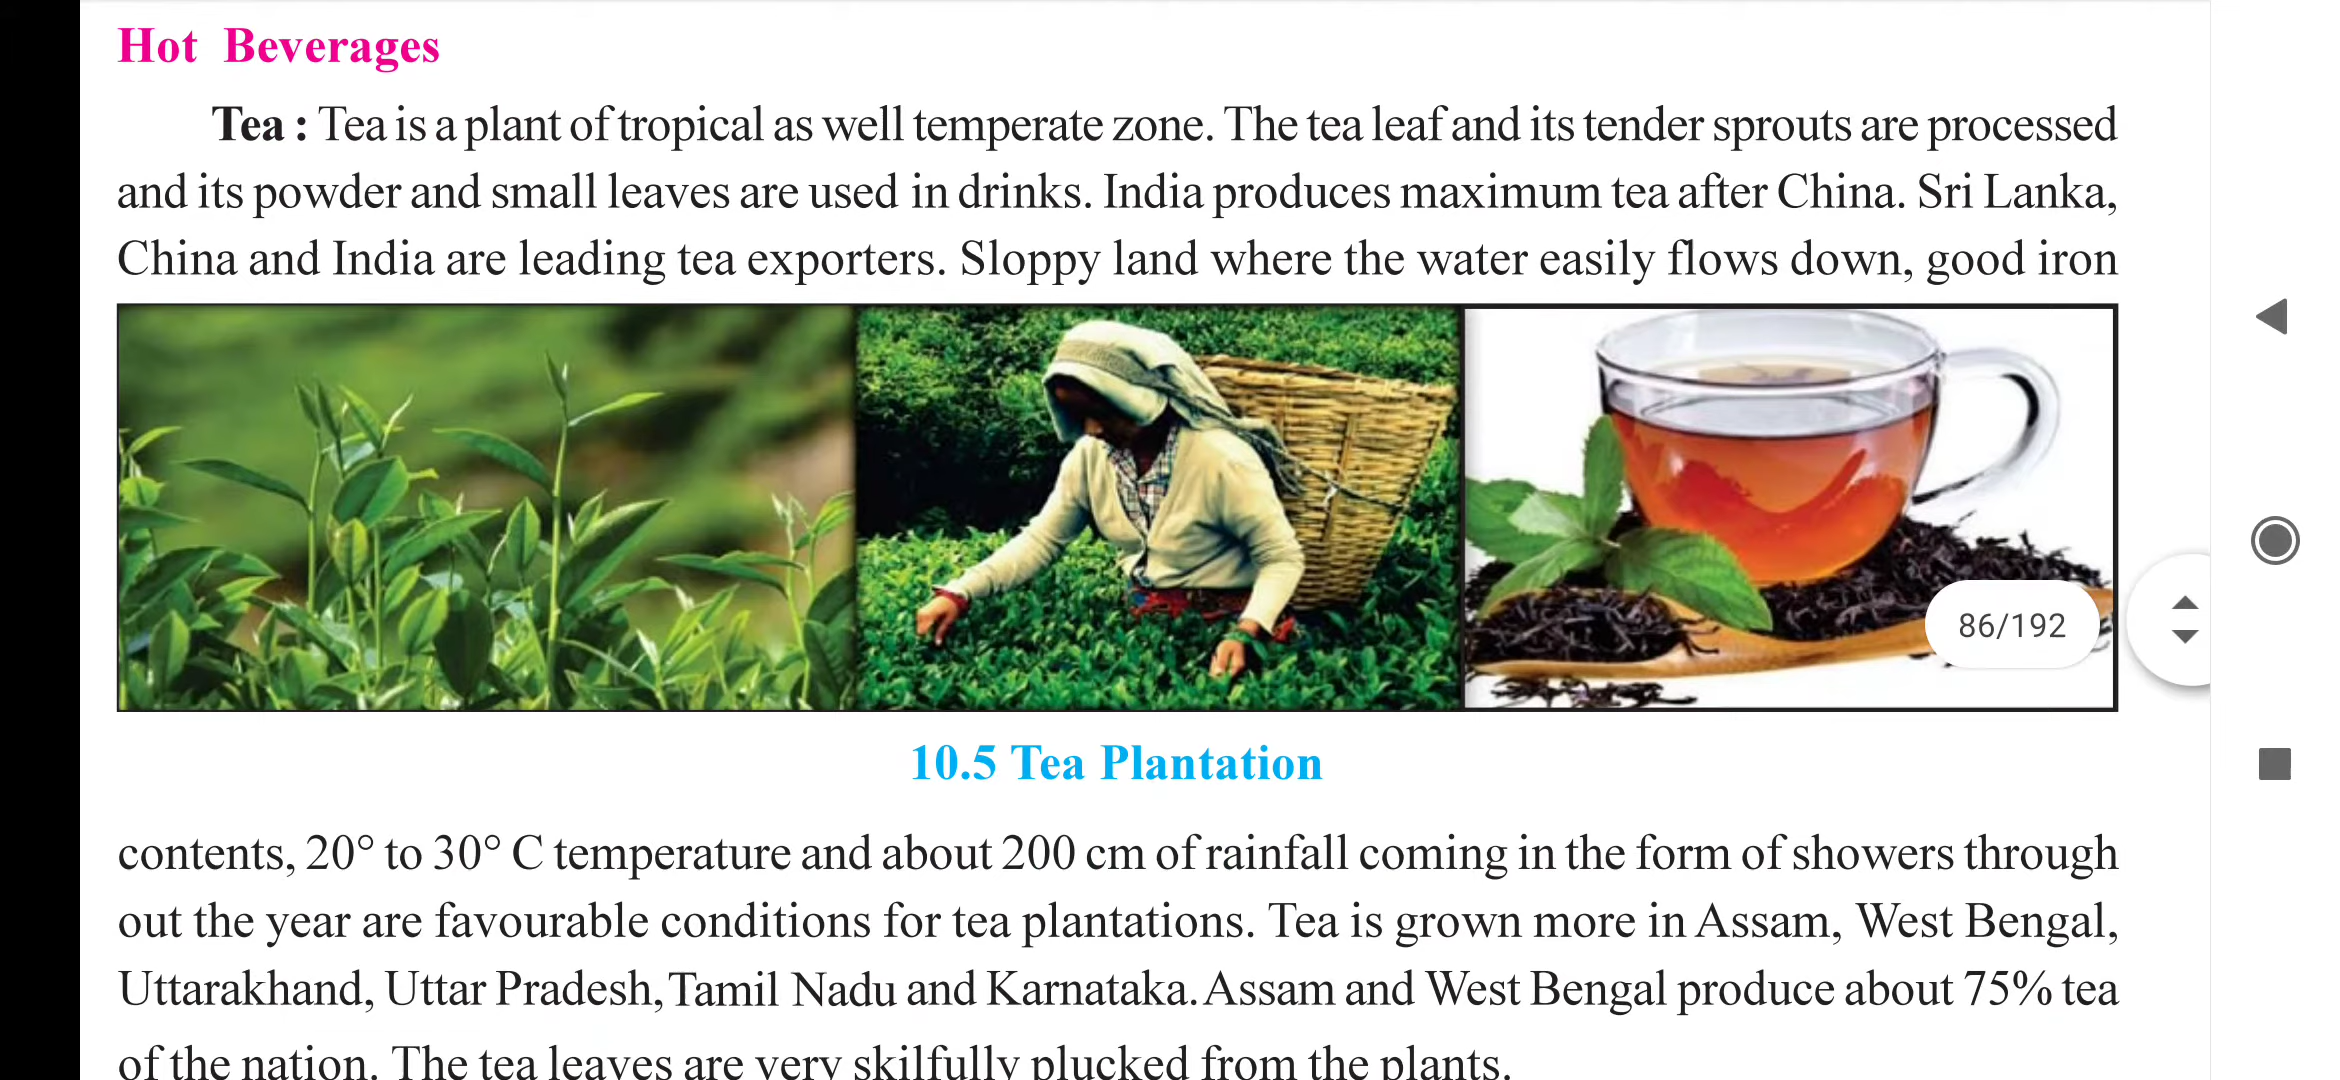 Hot Beverages
Tea : Tea is a plant of tropical as well temperate zone. The tea leaf and its tender sprouts are processed
and its powder and small leaves are used in drinks. India produces maximum tea after China. Sri Lanka,
China and India are leading tea exporters. Sloppy land where the water easily flows down, good iron
86/192
10.5 Tea Plantation
contents, 20° to 30° C temperature and about 200 cm of rainfall coming in the form of showers through
out the year are favourable conditions for tea plantations. Tea is grown more in Assam, West Bengal,
Uttarakhand, Uttar Pradesh, Tamil Nadu and Karnataka. Assam and West Bengal produce about 75% tea
of the nation. The tea leaves are very skilfully plucked from the plants.